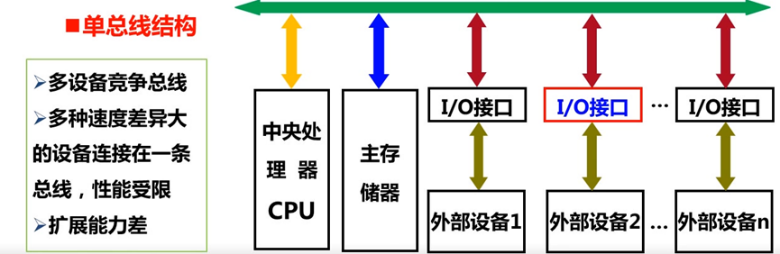 ■单总线结构
➢多设备竞争总线
➢多种速度差异大
的设备连接在一条
总线，性能受限
➢扩展能力差
中央处
理 器
CPU
主存
储器
I/O接口
I/O接口
...
I/O接口
外部设备1
外部设备2
...
外部设备n